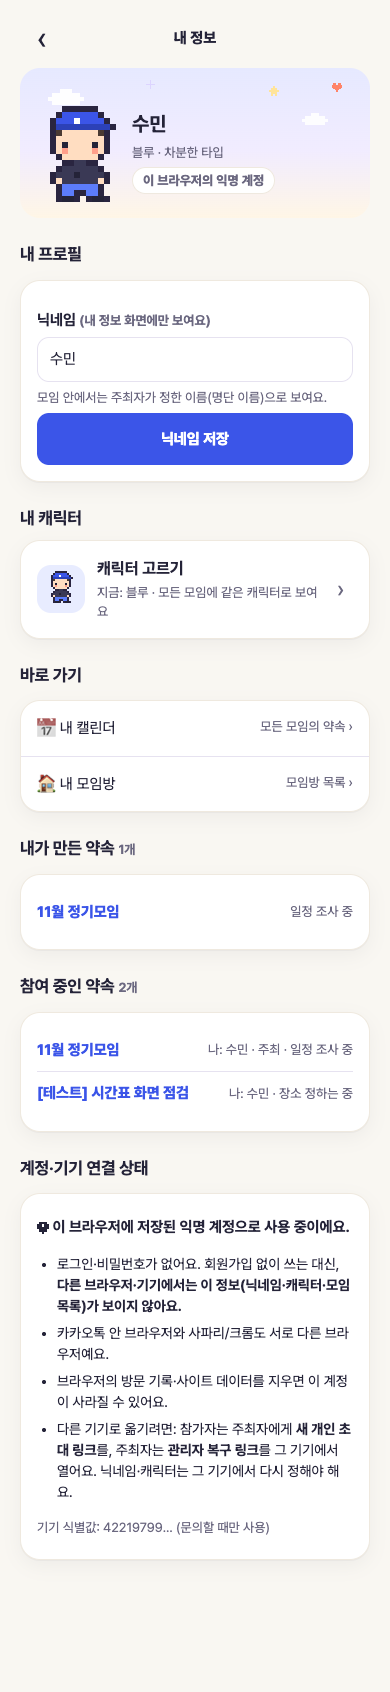 ‹ 내 정보
수민
블루 · 차분한 타입
이 브라우저의 익명 계정
내 프로필
닉네임 (내 정보 화면에만 보여요)
수민
모임 안에서는 주최자가 정한 이름(명단 이름)으로 보여요.
닉네임 저장
내 캐릭터
캐릭터 고르기
지금: 블루 · 모든 모임에 같은 캐릭터로 보여
요
›
바로 가기
17 내 캘린더 모든 모임의 약속 ›
내 모임방 모임방 목록 ›
내가 만든 약속 1개
11월 정기모임 일정 조사 중
참여 중인 약속 2개
11월 정기모임 나: 수민 · 주최 · 일정 조사 중
[테스트] 시간표 화면 점검 나: 수민 · 장소 정하는 중
계정·기기 연결 상태
이 브라우저에 저장된 익명 계정으로 사용 중이에요.
• 로그인·비밀번호가 없어요. 회원가입 없이 쓰는 대신,
다른 브라우저·기기에서는 이 정보(닉네임·캐릭터·모임
목록)가 보이지 않아요.
• 카카오톡 안 브라우저와 사파리/크롬도 서로 다른 브라
우저예요.
• 브라우저의 방문 기록·사이트 데이터를 지우면 이 계정
이 사라질 수 있어요.
• 다른 기기로 옮기려면: 참가자는 주최자에게 새 개인 초
대 링크를, 주최자는 관리자 복구 링크를 그 기기에서
열어요. 닉네임·캐릭터는 그 기기에서 다시 정해야 해
요.
기기 식별값: 42219799… (문의할 때만 사용)